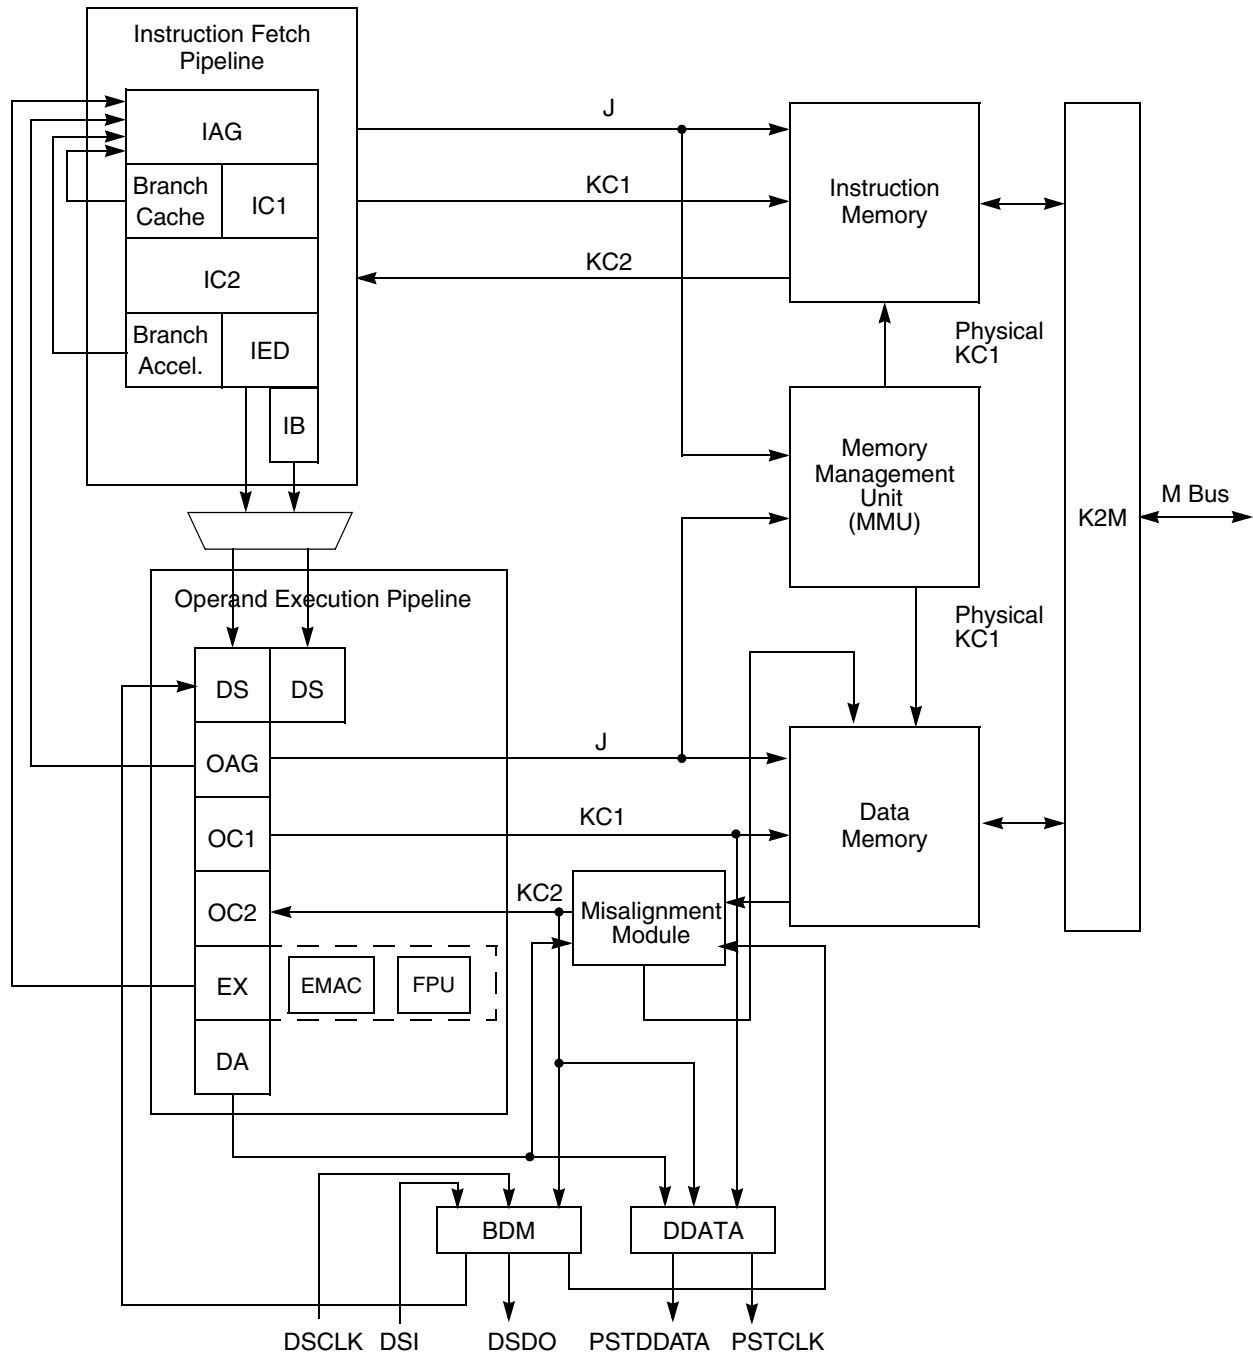 Instruction Fetch
Pipeline
IAG
J
Branch
Cache
IC1
KC1
Instruction
Memory
IC2
KC2
Branch
Accel.
IED
Physical
KC1
IB
Memory
Management
Unit
(MMU)
K2M
M Bus
Operand Execution Pipeline
Physical
KC1
DS
DS
OAG
J
OC1
KC1
Data
Memory
OC2
KC2
Misalignment
Module
EX
EMAC
FPU
DA
BDM
DDATA
DSCLK
DSI
DSDO
PSTDDATA
PSTCLK